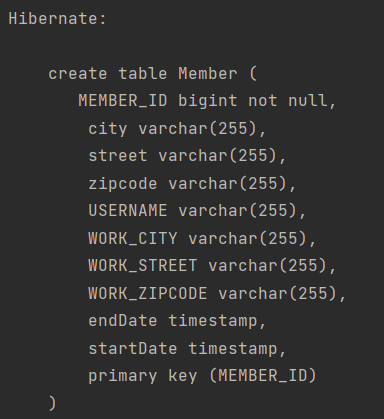 Hibernate:
create table Member (
MEMBER_ID bigint not null,
city varchar(255),
street varchar(255),
zipcode varchar(255),
USERNAME varchar(255),
WORK_CITY varchar(255),
WORK_STREET varchar(255),
WORK_ZIPCODE varchar(255),
endDate timestamp,
startDate timestamp,
primary key (MEMBER_ID)
)